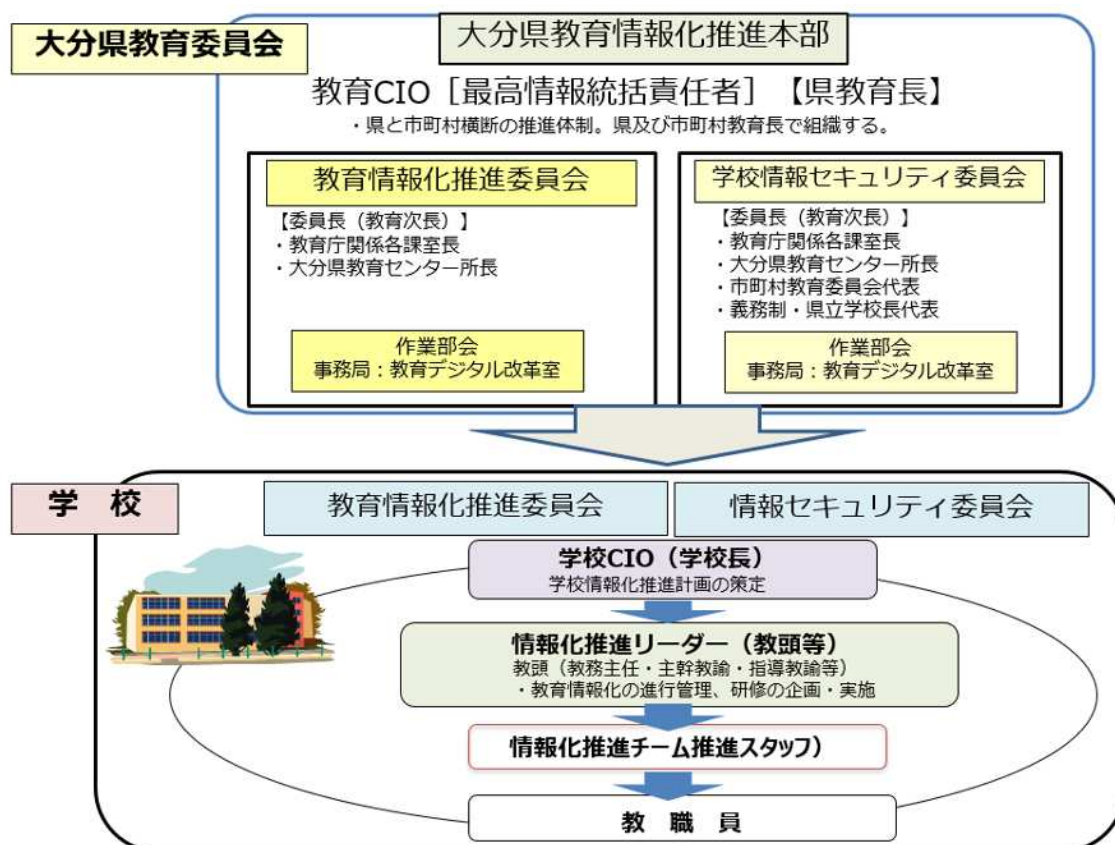 大分県教育委員会
大分県教育情報化推進本部
教育CIO［最高情報統括責任者］【県教育長】
・県と市町村横断の推進体制。県及び市町村教育長で組織する。
教育情報化推進委員会
【委員長（教育次長）】
・教育庁関係各課室長
・大分県教育センター所長
作業部会
事務局：教育デジタル改革室
学校情報セキュリティ委員会
【委員長（教育次長）】
・教育庁関係各課室長
・大分県教育センター所長
・市町村教育委員会代表
・義務制・県立学校長代表
作業部会
事務局：教育デジタル改革室
学　校
教育情報化推進委員会
情報セキュリティ委員会
学校CIO（学校長）
学校情報化推進計画の策定
情報化推進リーダー（教頭等）
教頭（教務主任・主幹教諭・指導教諭等）
・教育情報化の進行管理、研修の企画・実施
情報化推進チーム推進スタッフ）
教　職　員